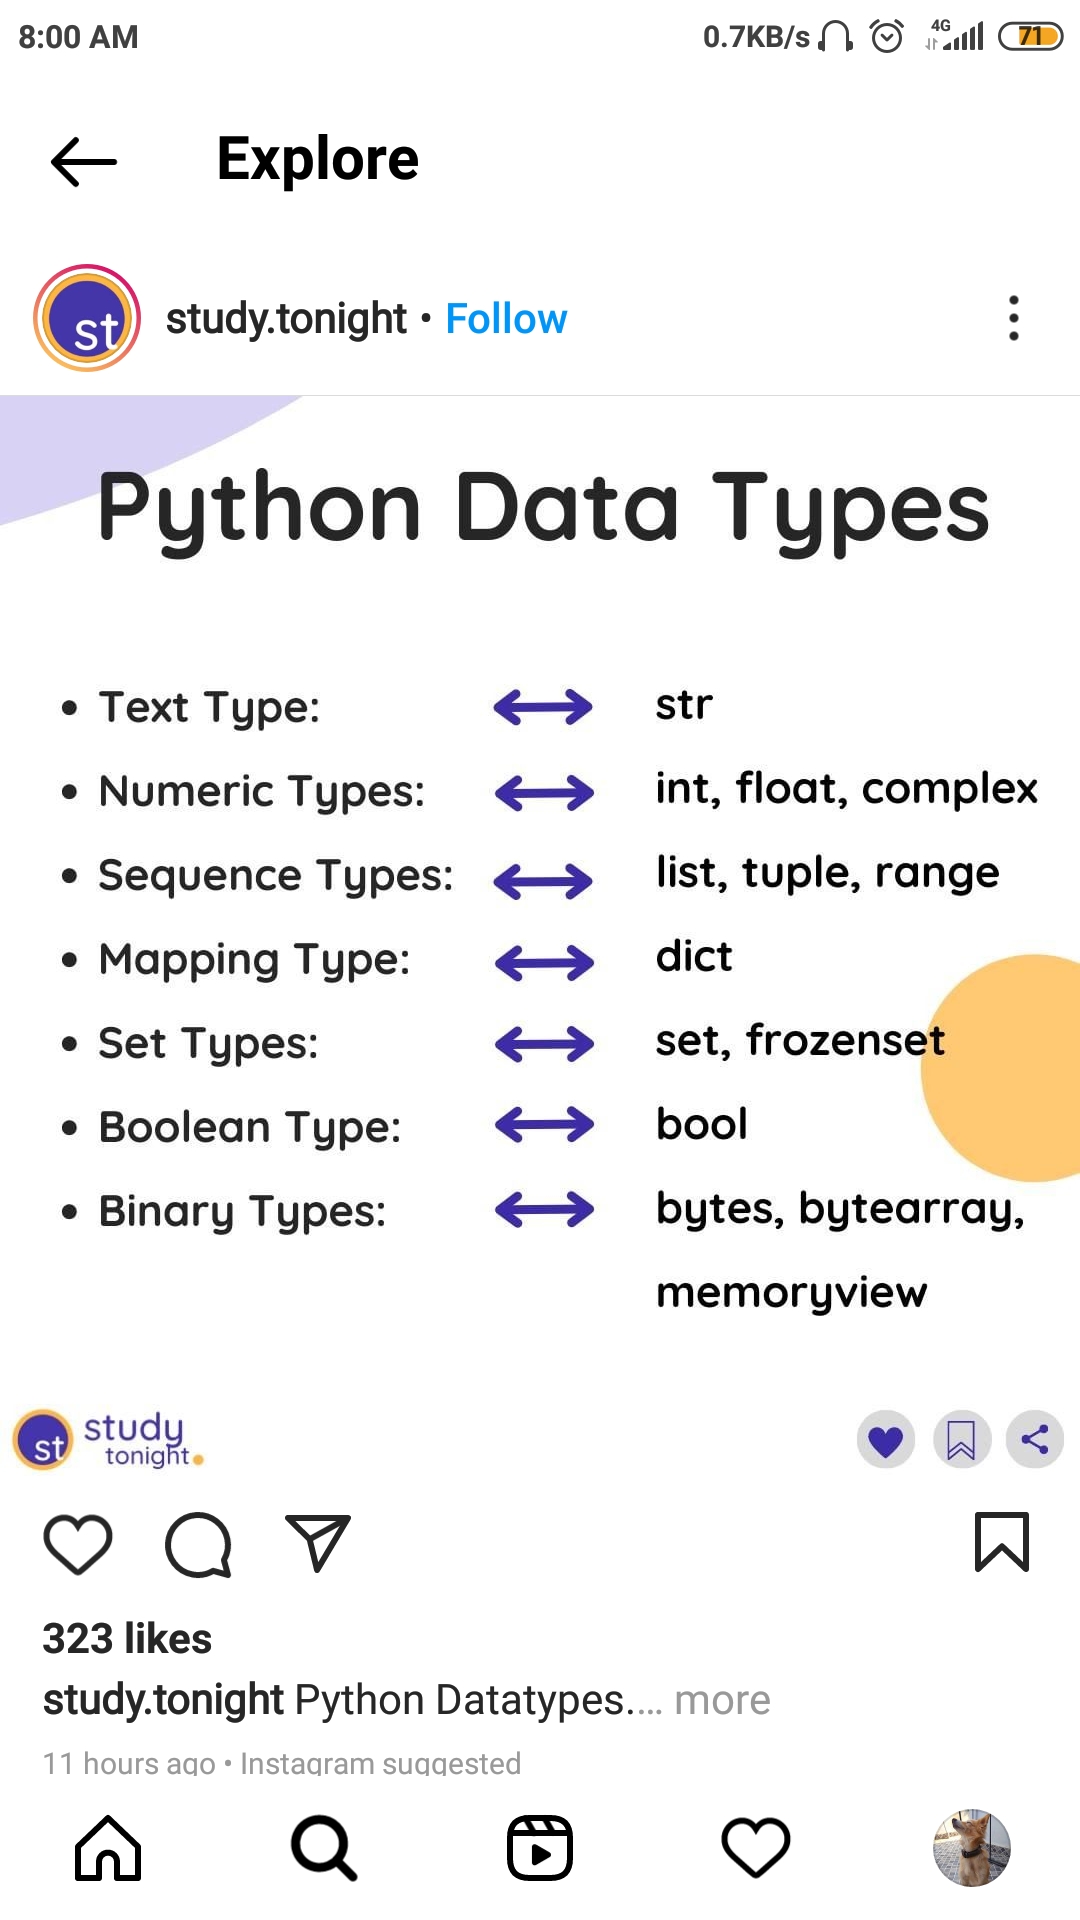 8:00 AM 0.7KB/s 4G 71
Explore
st study.tonight • Follow
Python Data Types
• Text Type: str
• Numeric Types: int, float, complex
• Sequence Types: list, tuple, range
• Mapping Type: dict
• Set Types: set, frozenset
• Boolean Type: bool
• Binary Types: bytes, bytearray,
memoryview
st study
tonight.
323 likes
study.tonight Python Datatypes.... more
11 hours ago • Instagram suggested